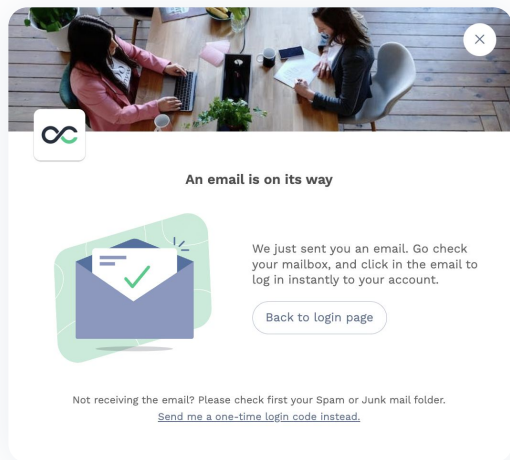 An email is on its way
We just sent you an email. Go check
your mailbox, and click in the email to
log in instantly to your account.
Back to login page
Not receiving the email? Please check first your Spam or Junk mail folder.
Send me a one-time login code instead.